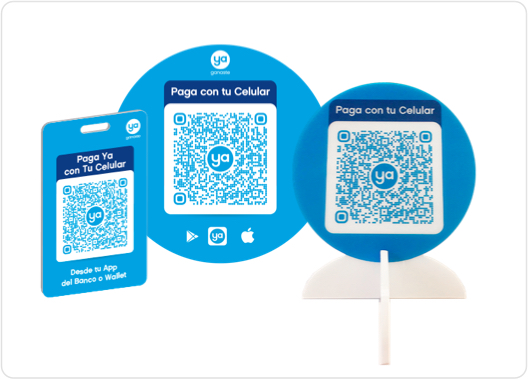 ya
ganaste
Paga Ya
con Tu Celular
ya
Desde tu App
del Banco o Wallet
ya
ganaste
Paga con tu Celular
ya
ya
Paga con tu Celular
ya